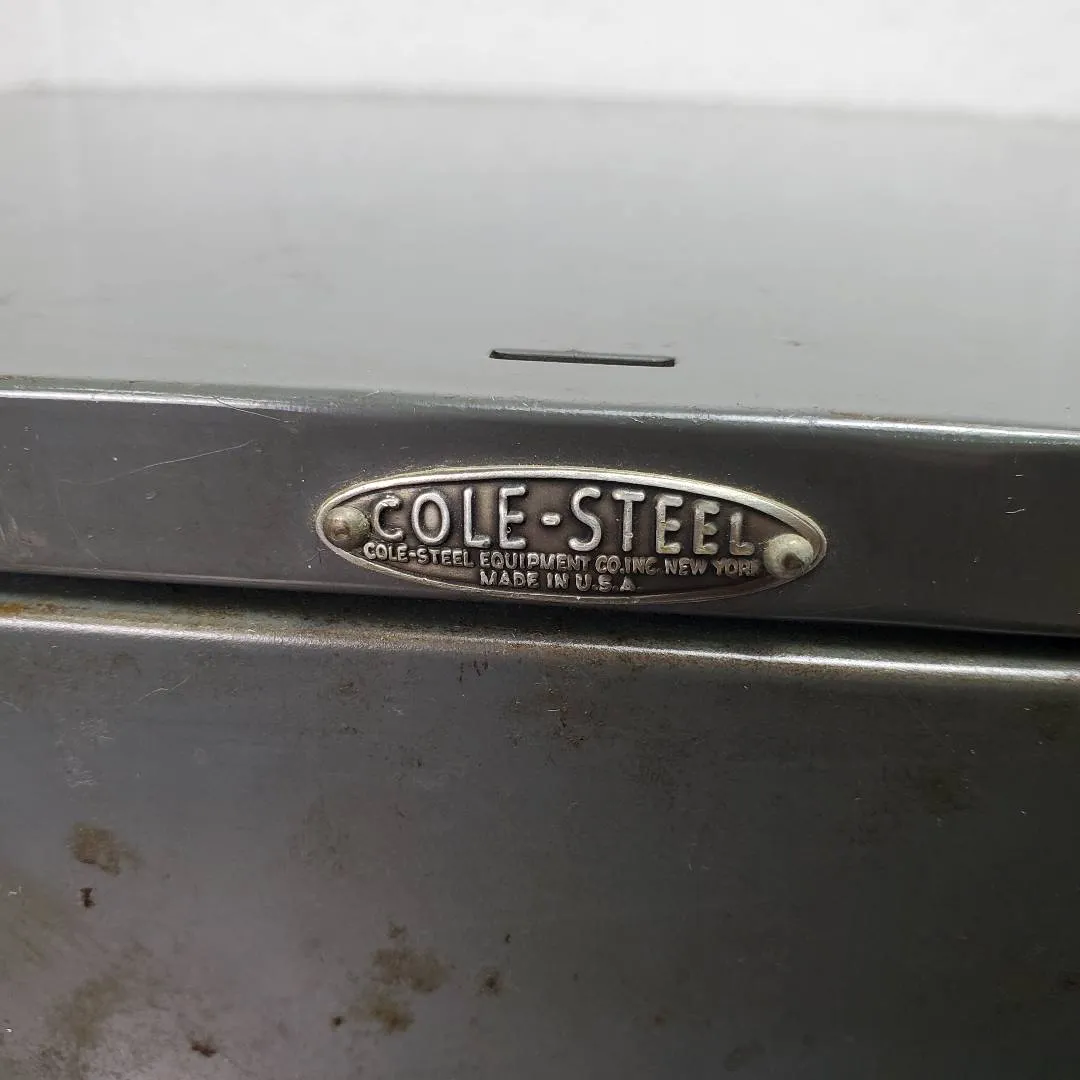 COLE-STEEL
COLE-STEEL EQUIPMENT CO.INC NEW YORK
MADE IN U.S.A.